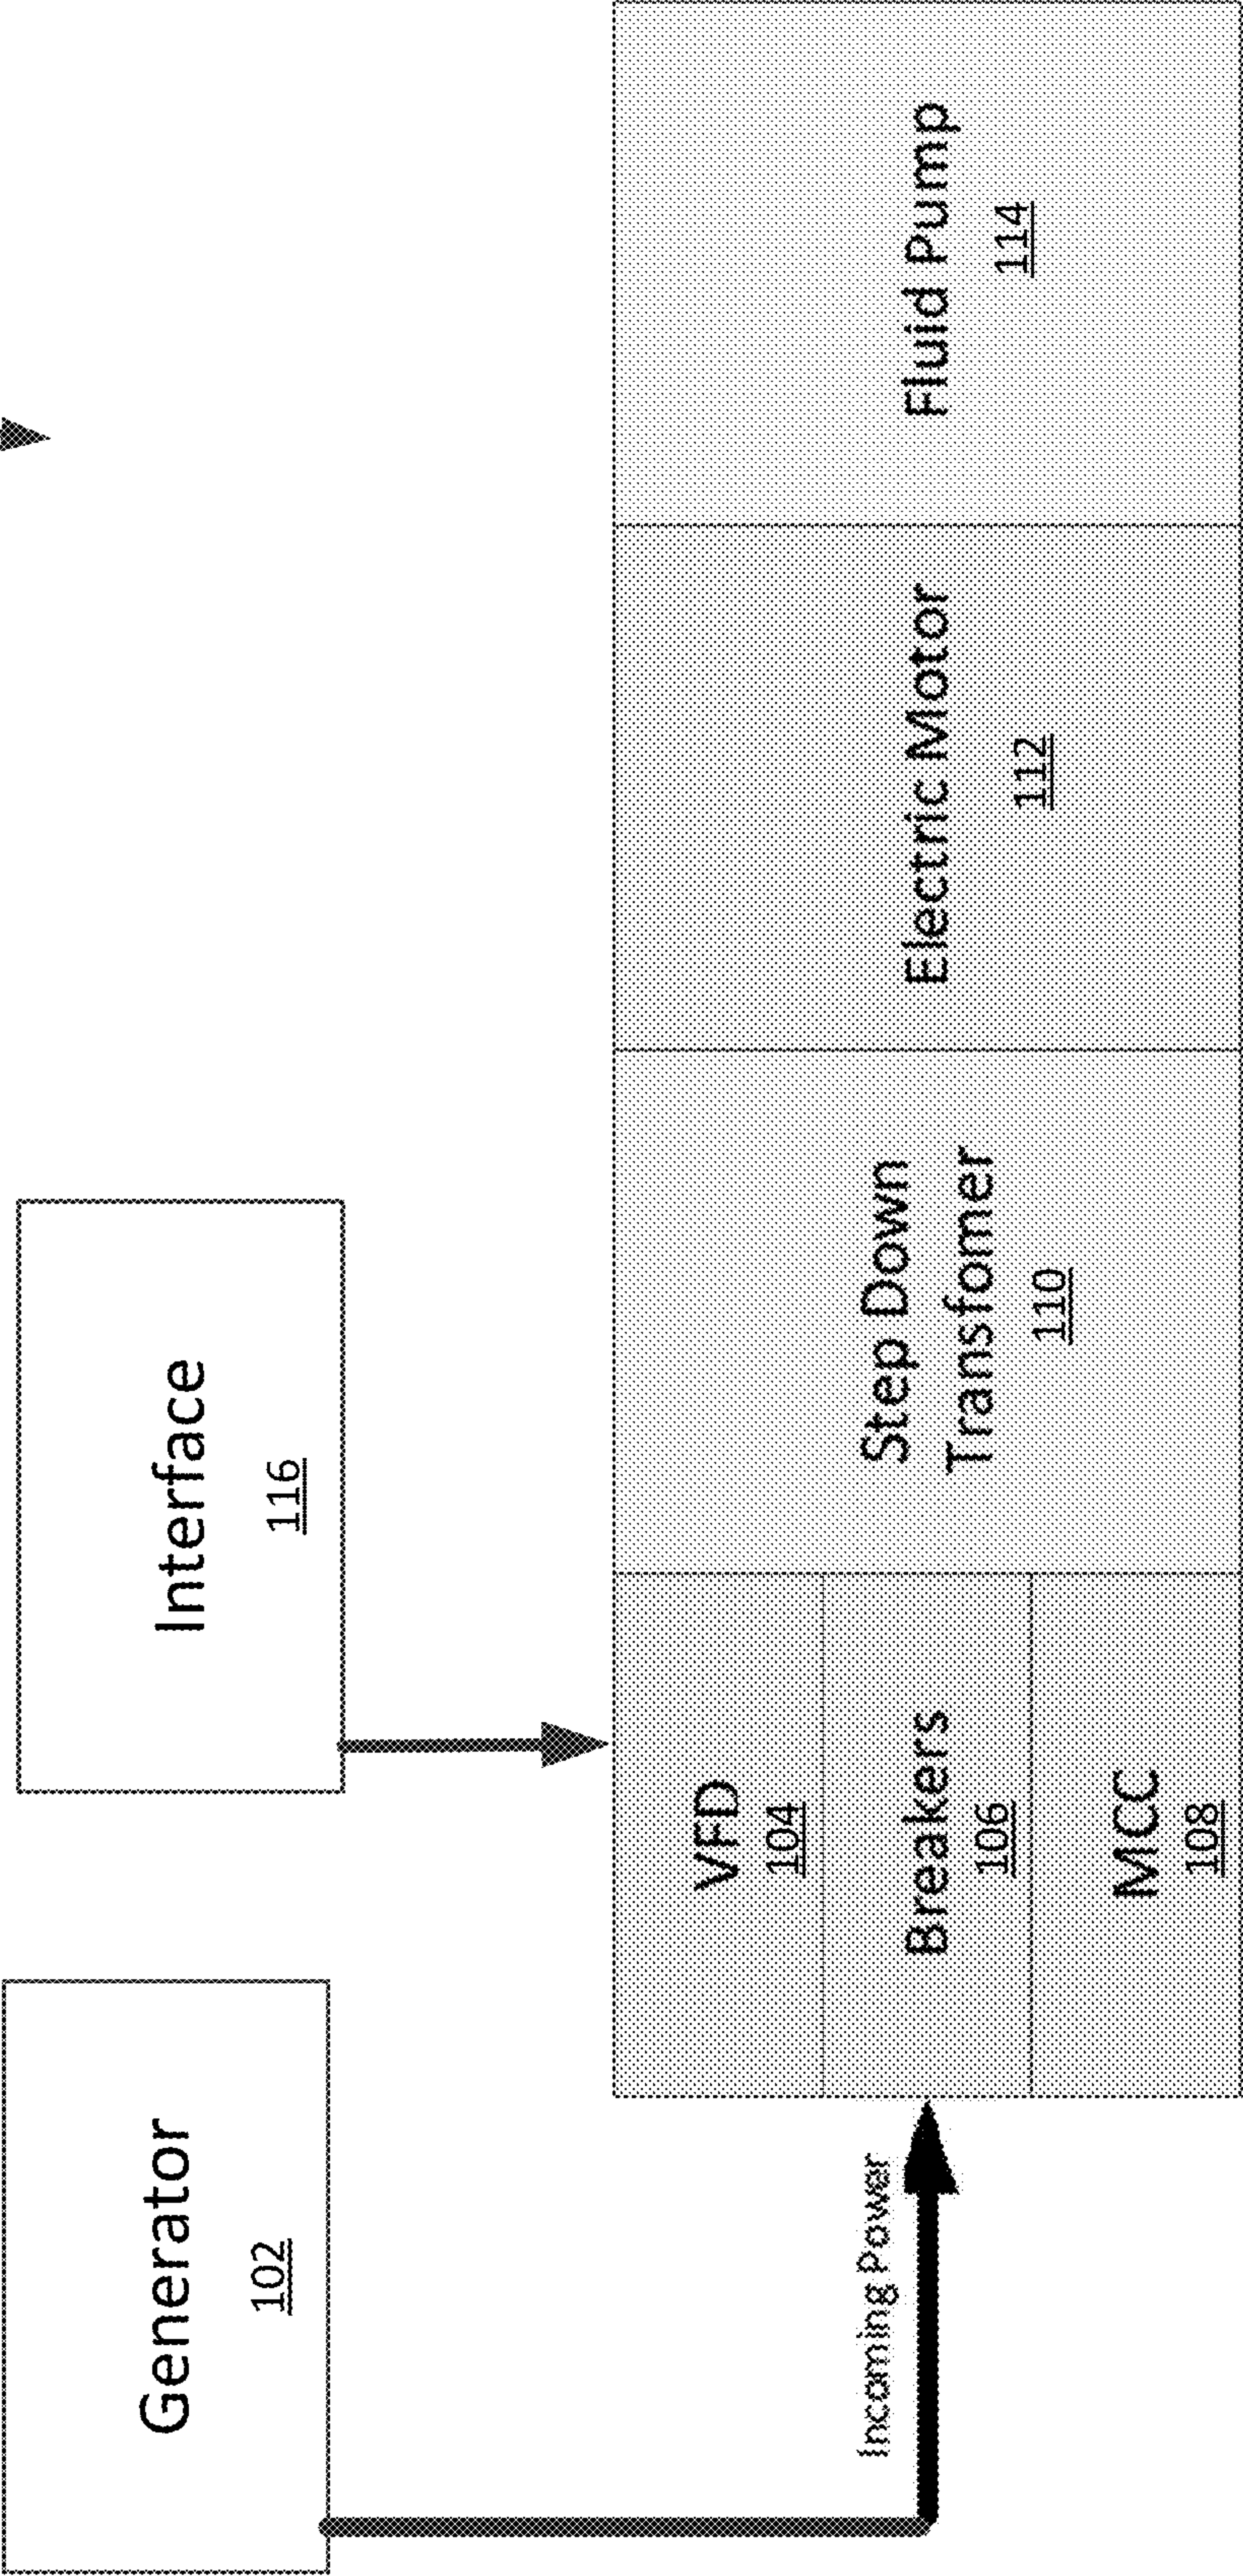 Generator
102
Interface
116
Incoming Power
VFD
104
Breakers
106
MCC
108
Step Down
Transfomer
110
Electric Motor
112
Fluid Pump
114